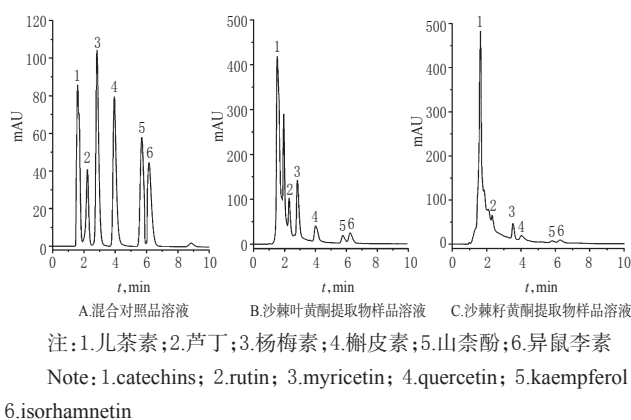 120
100
80
60
40
20
0
mAU
1
2
3
4
5
6
0 2 4 6 8 10
t,min
A.混合对照品溶液
500
400
300
200
100
0
mAU
1
2
3
4
5 6
0 2 4 6 8 10
t,min
B.沙棘叶黄酮提取物样品溶液
500
400
300
200
100
0
mAU
1
2
3
4
5 6
0 2 4 6 8 10
t,min
C.沙棘籽黄酮提取物样品溶液
注:1.儿茶素;2.芦丁;3.杨梅素;4.槲皮素;5.山柰酚;6.异鼠李素
Note: 1.catechins; 2.rutin; 3.myricetin; 4.quercetin; 5.kaempferol
6.isorhamnetin